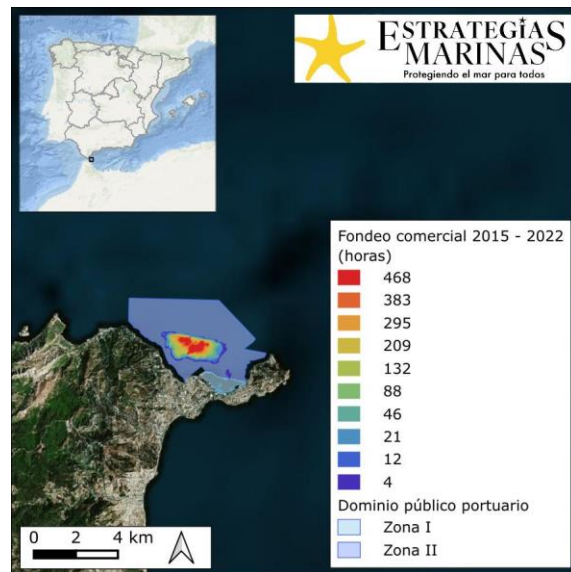 ESTRATEGIAS
MARINAS
Protegiendo el mar para todos
Fondeo comercial 2015 - 2022
(horas)
468
383
295
209
132
88
46
21
12
4
Dominio público portuario
Zona I
Zona II
0 2 4 km